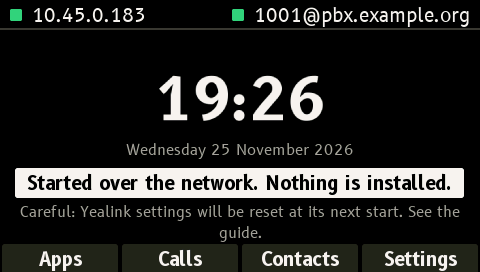 10.45.0.183 1001@pbx.example.org
19:26
Wednesday 25 November 2026
Started over the network. Nothing is installed.
Careful: Yealink settings will be reset at its next start. See the
guide.
Apps Calls Contacts Settings